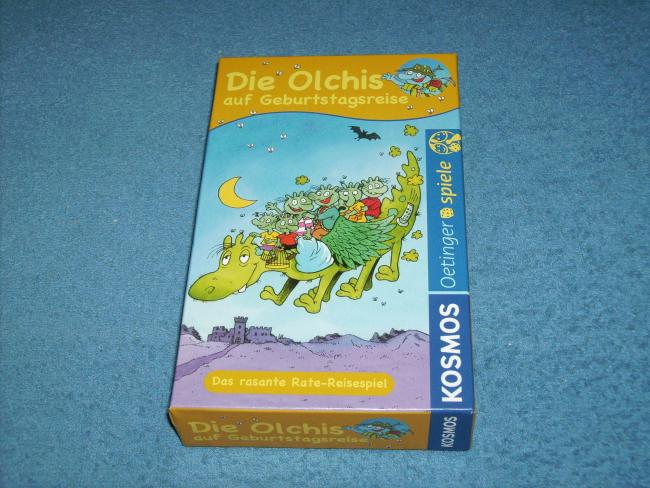 Die Olchis
auf Geburtstagsreise
Oetinger spiele
KOSMOS
Das rasante Rate-Reisespiel
Die Olchis
auf Geburtstagsreise
KOSMOS